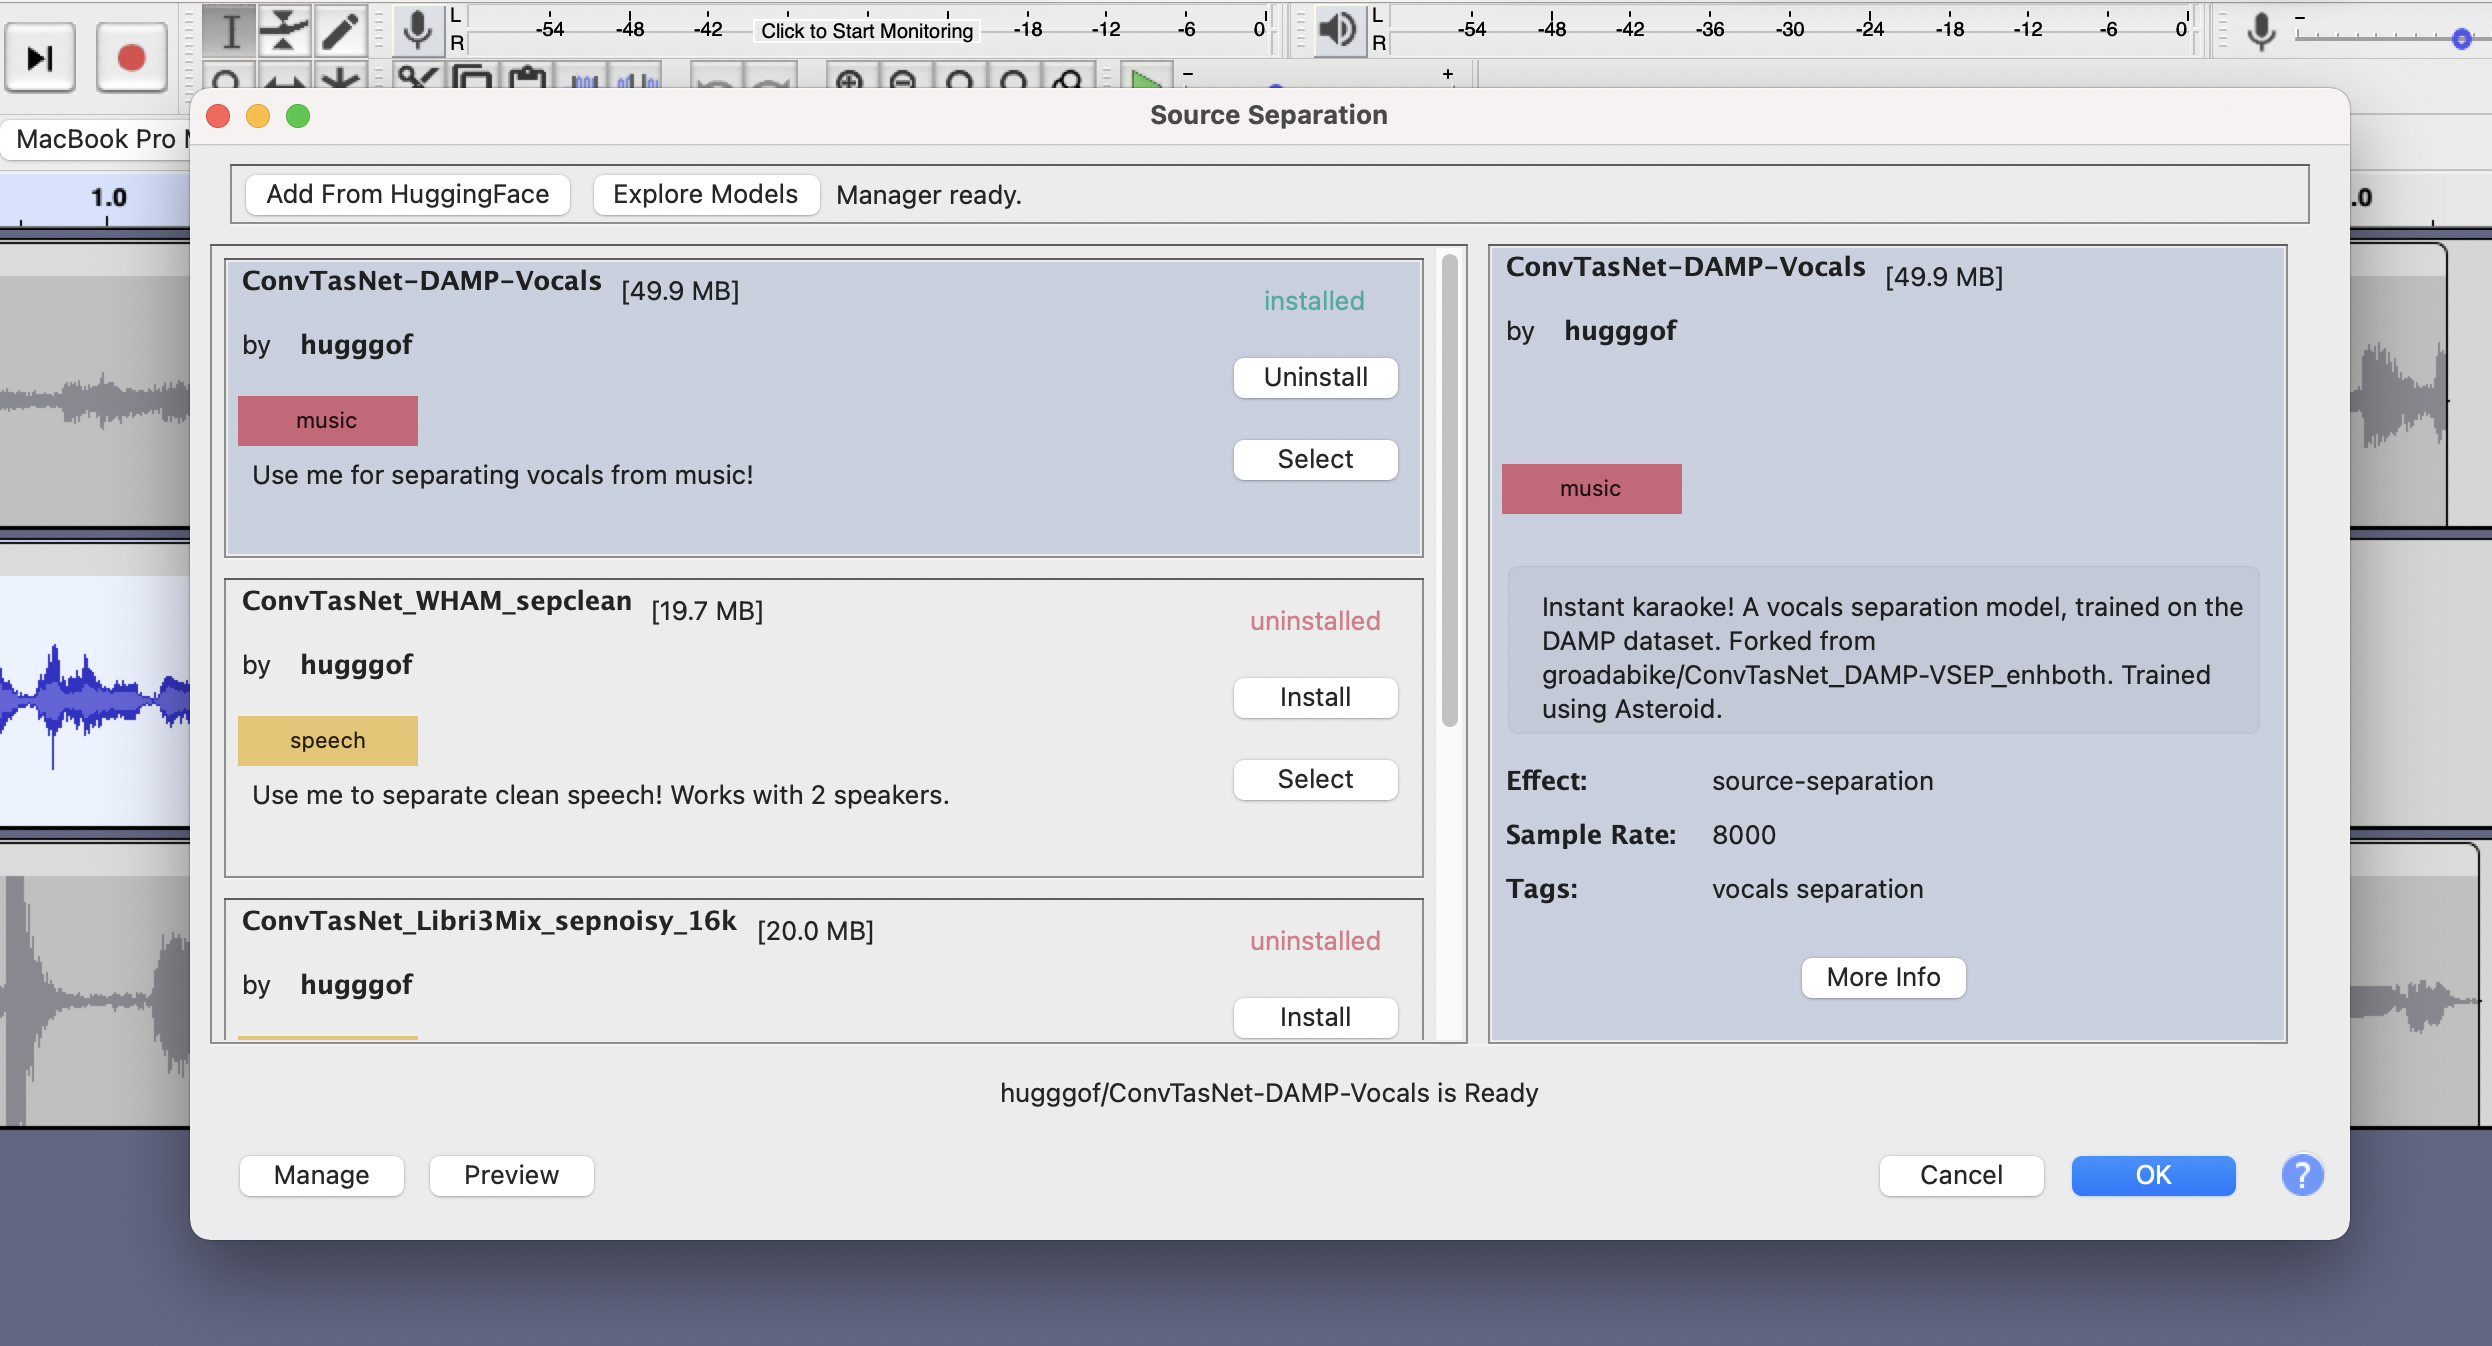 L
R
-54 -48 -42 Click to Start Monitoring -18 -12 -6 0
L
R
-54 -48 -42 -36 -30 -24 -18 -12 -6 0
- +
Source Separation
MacBook Pro
1.0
.0
Add From HuggingFace
Explore Models
Manager ready.
ConvTasNet-DAMP-Vocals [49.9 MB]
installed
by hugggof
Uninstall
music
Select
Use me for separating vocals from music!
ConvTasNet_WHAM_sepclean [19.7 MB]
uninstalled
by hugggof
Install
speech
Select
Use me to separate clean speech! Works with 2 speakers.
ConvTasNet_Libri3Mix_sepnoisy_16k [20.0 MB]
uninstalled
by hugggof
Install
ConvTasNet-DAMP-Vocals [49.9 MB]
by hugggof
music
Instant karaoke! A vocals separation model, trained on the
DAMP dataset. Forked from
groadabike/ConvTasNet_DAMP-VSEP_enhboth. Trained
using Asteroid.
Effect: source-separation
Sample Rate: 8000
Tags: vocals separation
More Info
hugggof/ConvTasNet-DAMP-Vocals is Ready
Manage
Preview
Cancel
OK
?